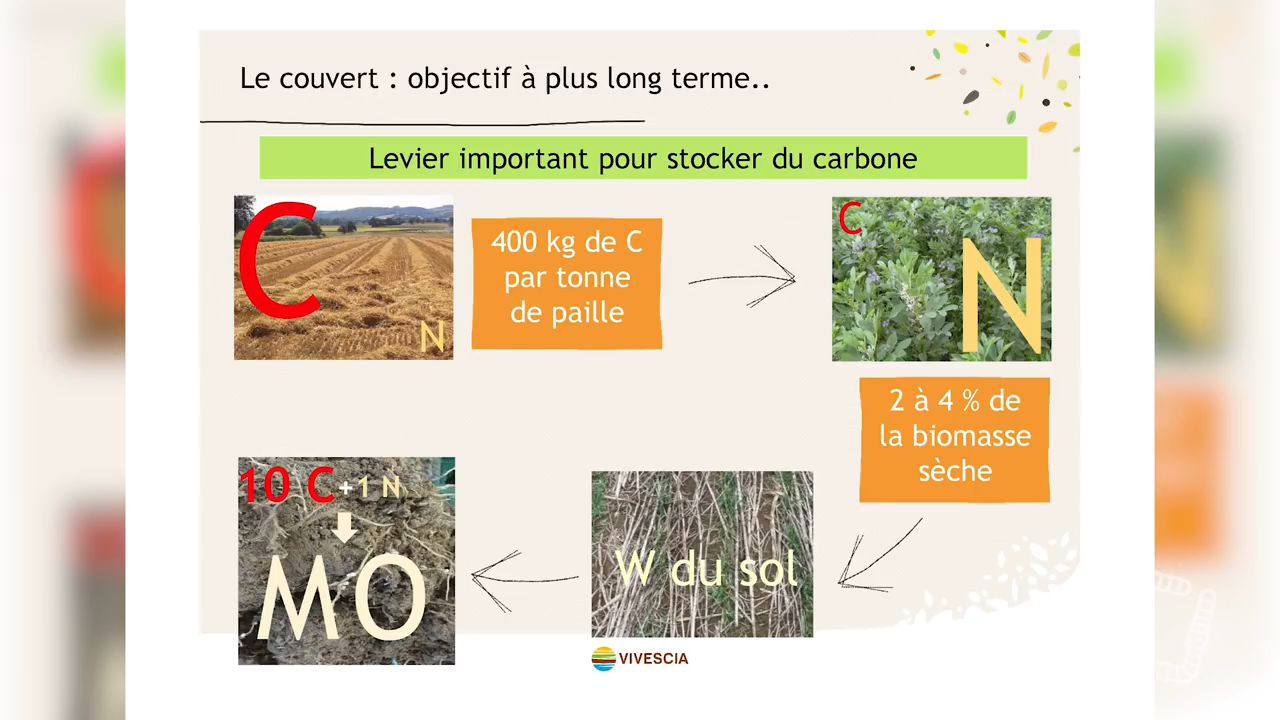 Le couvert : objectif à plus long terme..
Levier important pour stocker du carbone
C
N
400 kg de C
par tonne
de paille
C
N
2 à 4 % de
la biomasse
sèche
W du sol
10 C+1 N
MO
VIVESCIA